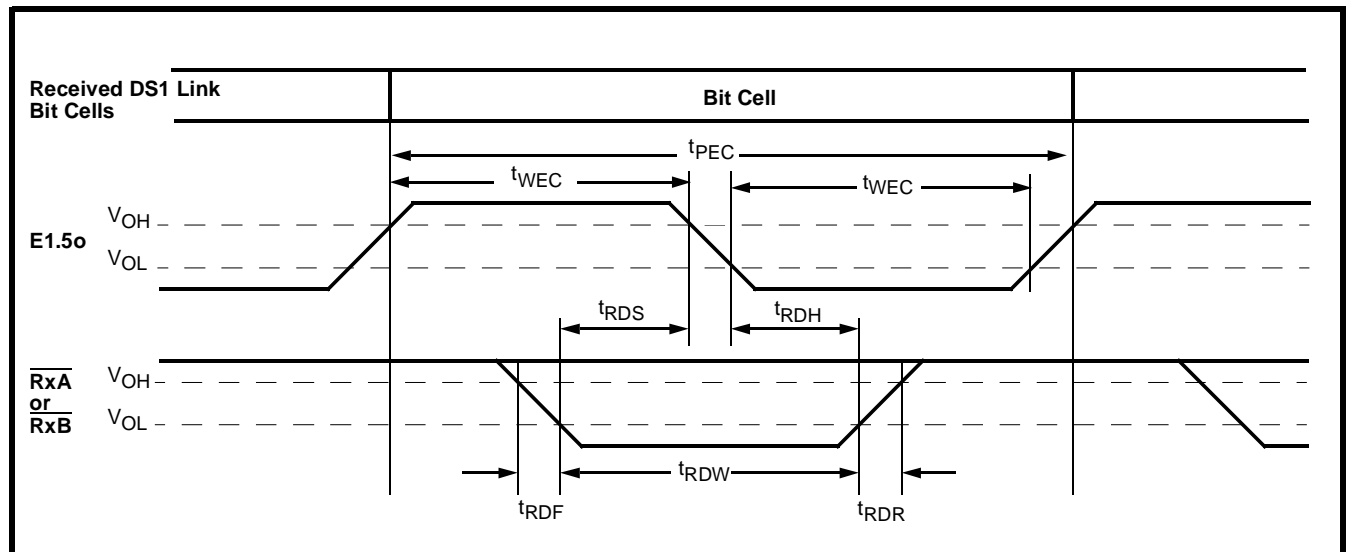 Received DS1 Link
Bit Cells
Bit Cell
tPEC
tWEC
tWEC
E1.5o
VOH
VOL
tRDS
tRDH
RxA
or
RxB
VOH
VOL
tRDW
tRDF
tRDR